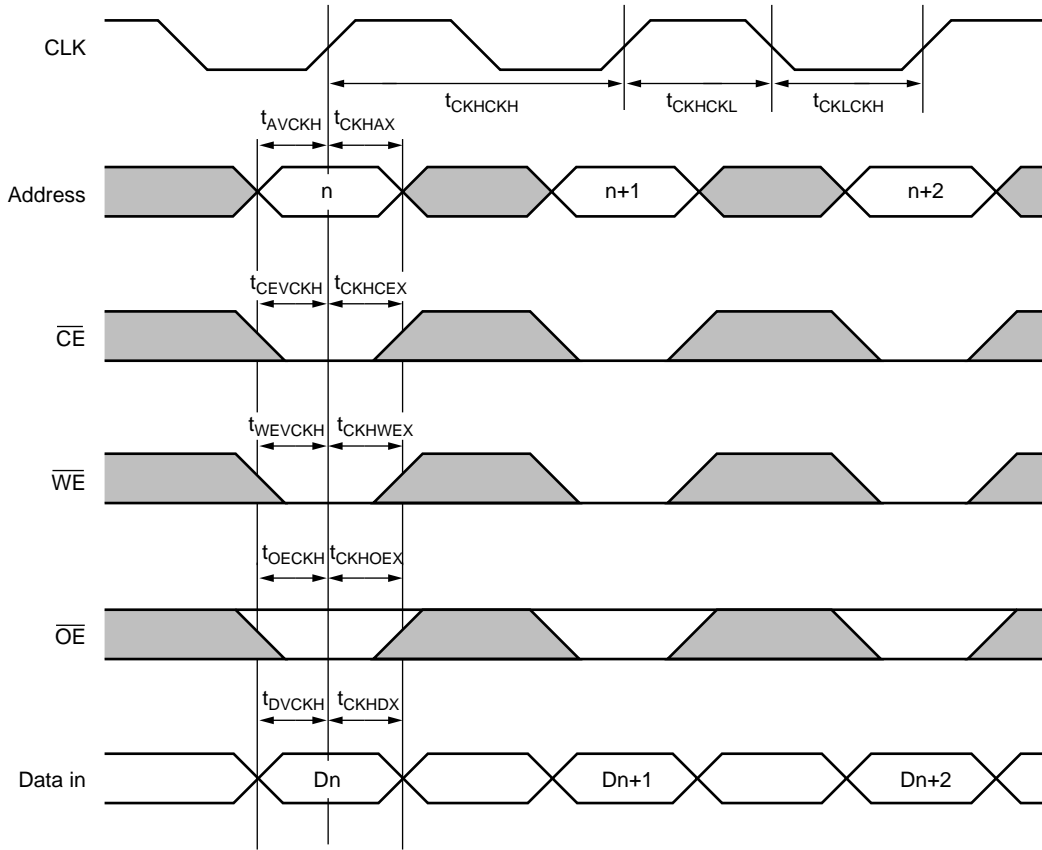 CLK
tCKHCKH tCKHCKL tCKLCKH
tAVCKH tCKHAX
Address n n+1 n+2
tCEVCKH tCKHCEX
CE
tWEVCKH tCKHWEX
WE
tOECKH tCKHOEX
OE
tDVCKH tCKHDX
Data in Dn Dn+1 Dn+2